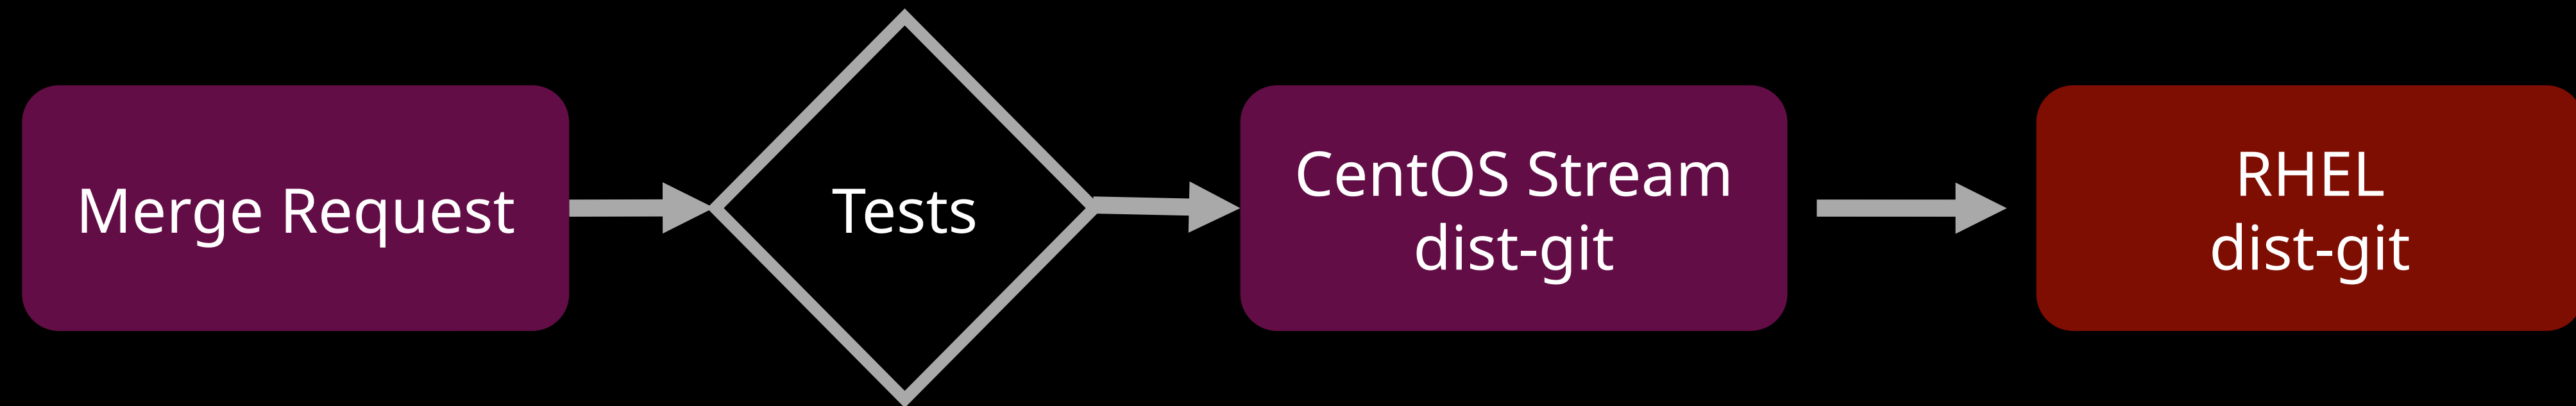 Merge Request
Tests
CentOS Stream
dist-git
RHEL
dist-git